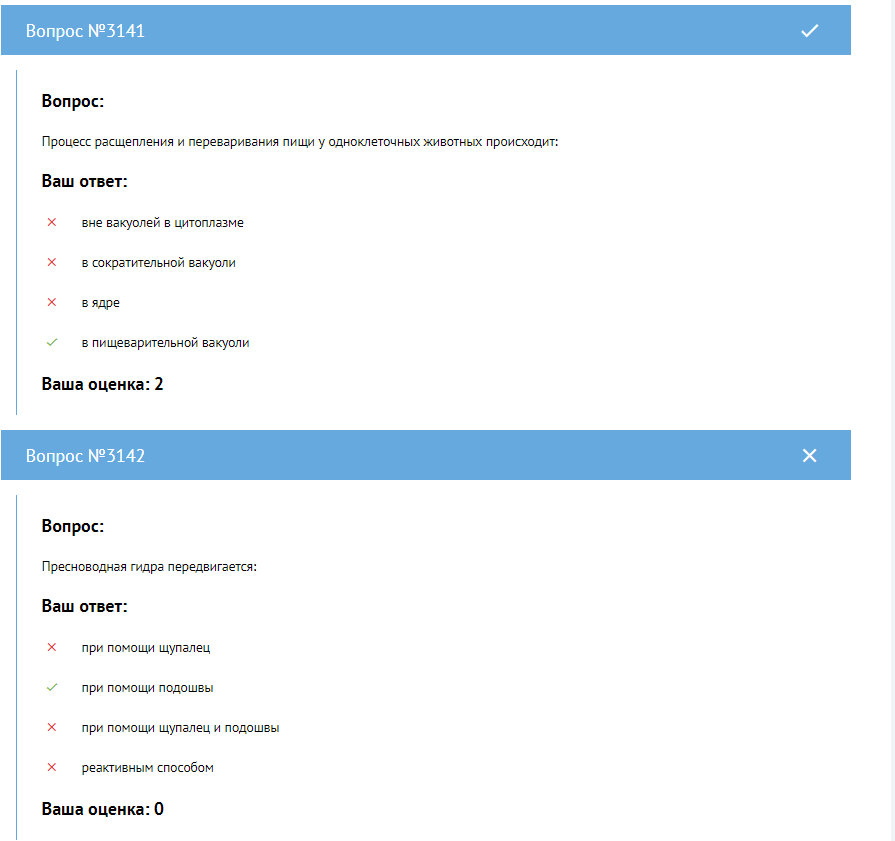 Вопрос №3141
Вопрос:
Процесс расщепления и переваривания пищи у одноклеточных животных происходит:
Ваш ответ:
вне вакуолей в цитоплазме
в сократительной вакуоли
в ядре
в пищеварительной вакуоли
Ваша оценка: 2
Вопрос №3142
Вопрос:
Пресноводная гидра передвигается:
Ваш ответ:
при помощи щупалец
при помощи подошвы
при помощи щупалец и подошвы
реактивным способом
Ваша оценка: 0